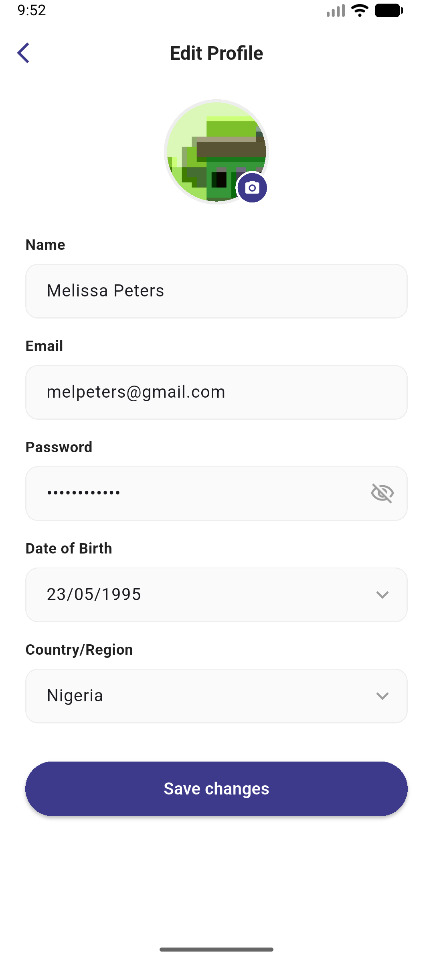 9:52
Edit Profile
Name
Melissa Peters
Email
melpeters@gmail.com
Password
••••••••••••
Date of Birth
23/05/1995
Country/Region
Nigeria
Save changes